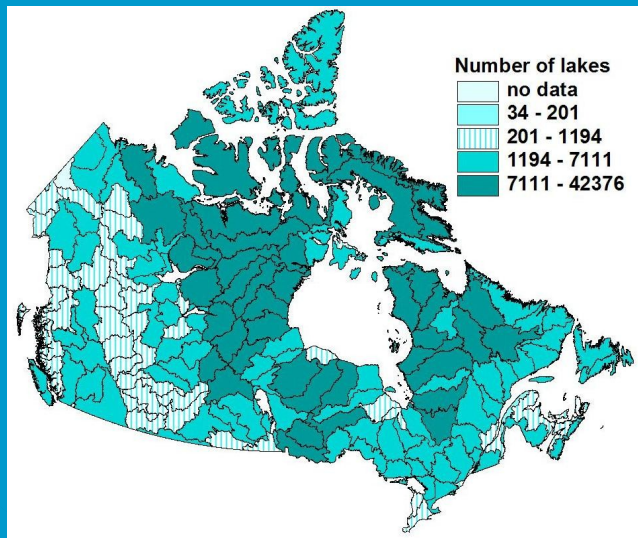 Number of lakes
no data
34 - 201
201 - 1194
1194 - 7111
7111 - 42376